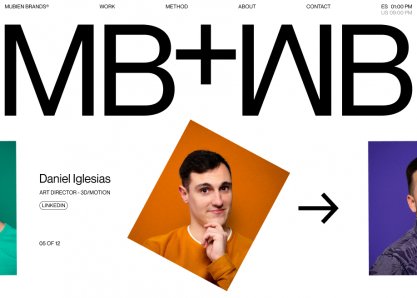 MUBIEN BRANDS® WORK METHOD ABOUT CONTACT ES 01:00 PM
US 09:00 PM
MB+MB
Daniel Iglesias
ART DIRECTOR - 3D/MOTION
LINKEDIN
05 OF 12